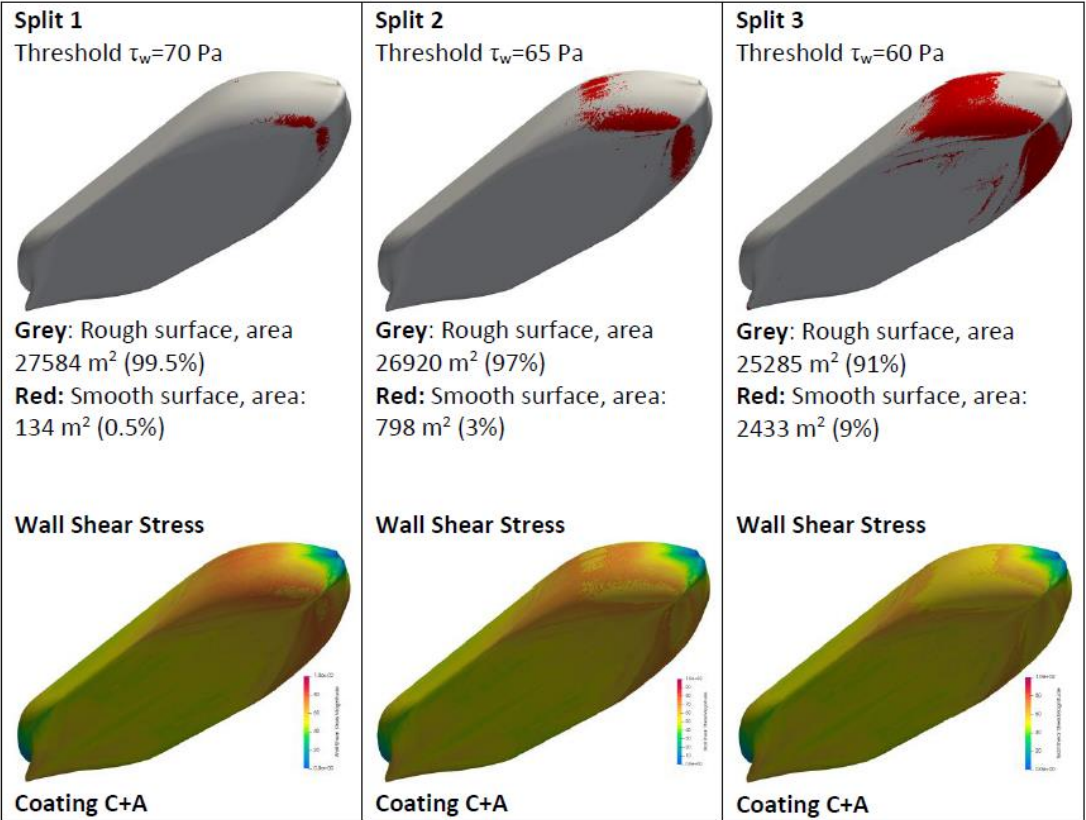 Split 1
Threshold τw=70 Pa
Grey: Rough surface, area
27584 m² (99.5%)
Red: Smooth surface, area:
134 m² (0.5%)
Wall Shear Stress
Coating C+A
Split 2
Threshold τw=65 Pa
Grey: Rough surface, area
26920 m² (97%)
Red: Smooth surface, area:
798 m² (3%)
Wall Shear Stress
Coating C+A
Split 3
Threshold τw=60 Pa
Grey: Rough surface, area
25285 m² (91%)
Red: Smooth surface, area:
2433 m² (9%)
Wall Shear Stress
Coating C+A